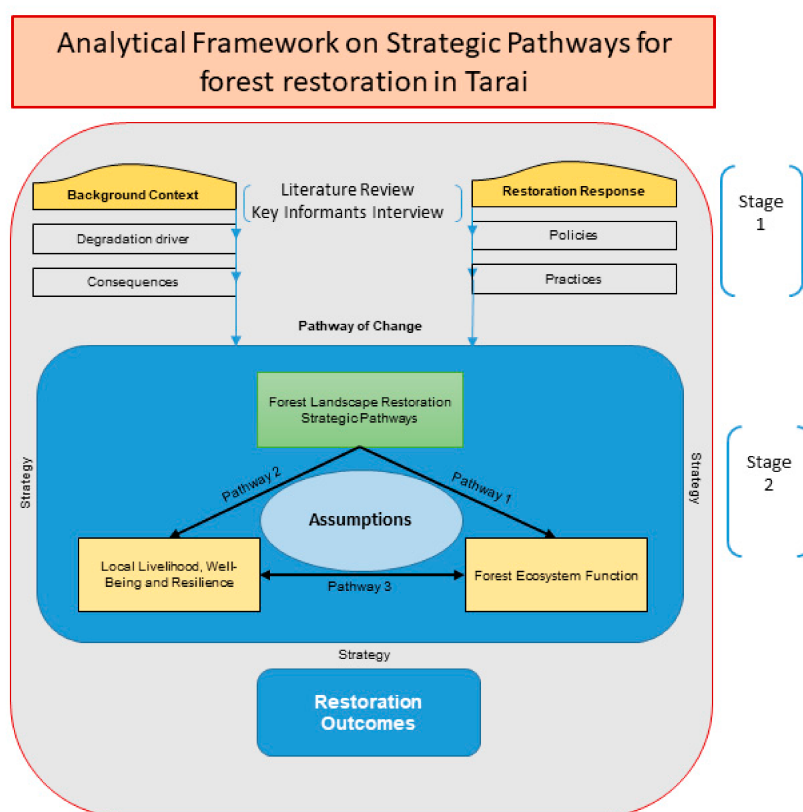 Analytical Framework on Strategic Pathways for
forest restoration in Tarai
Background Context
Literature Review
Key Informants Interview
Restoration Response
Stage
1
Degradation driver
Policies
Consequences
Practices
Pathway of Change
Forest Landscape Restoration
Strategic Pathways
Strategy
Strategy
Stage
2
Pathway 2
Pathway 1
Assumptions
Local Livelihood, Well-
Being and Resilience
Pathway 3
Forest Ecosystem Function
Strategy
Restoration
Outcomes